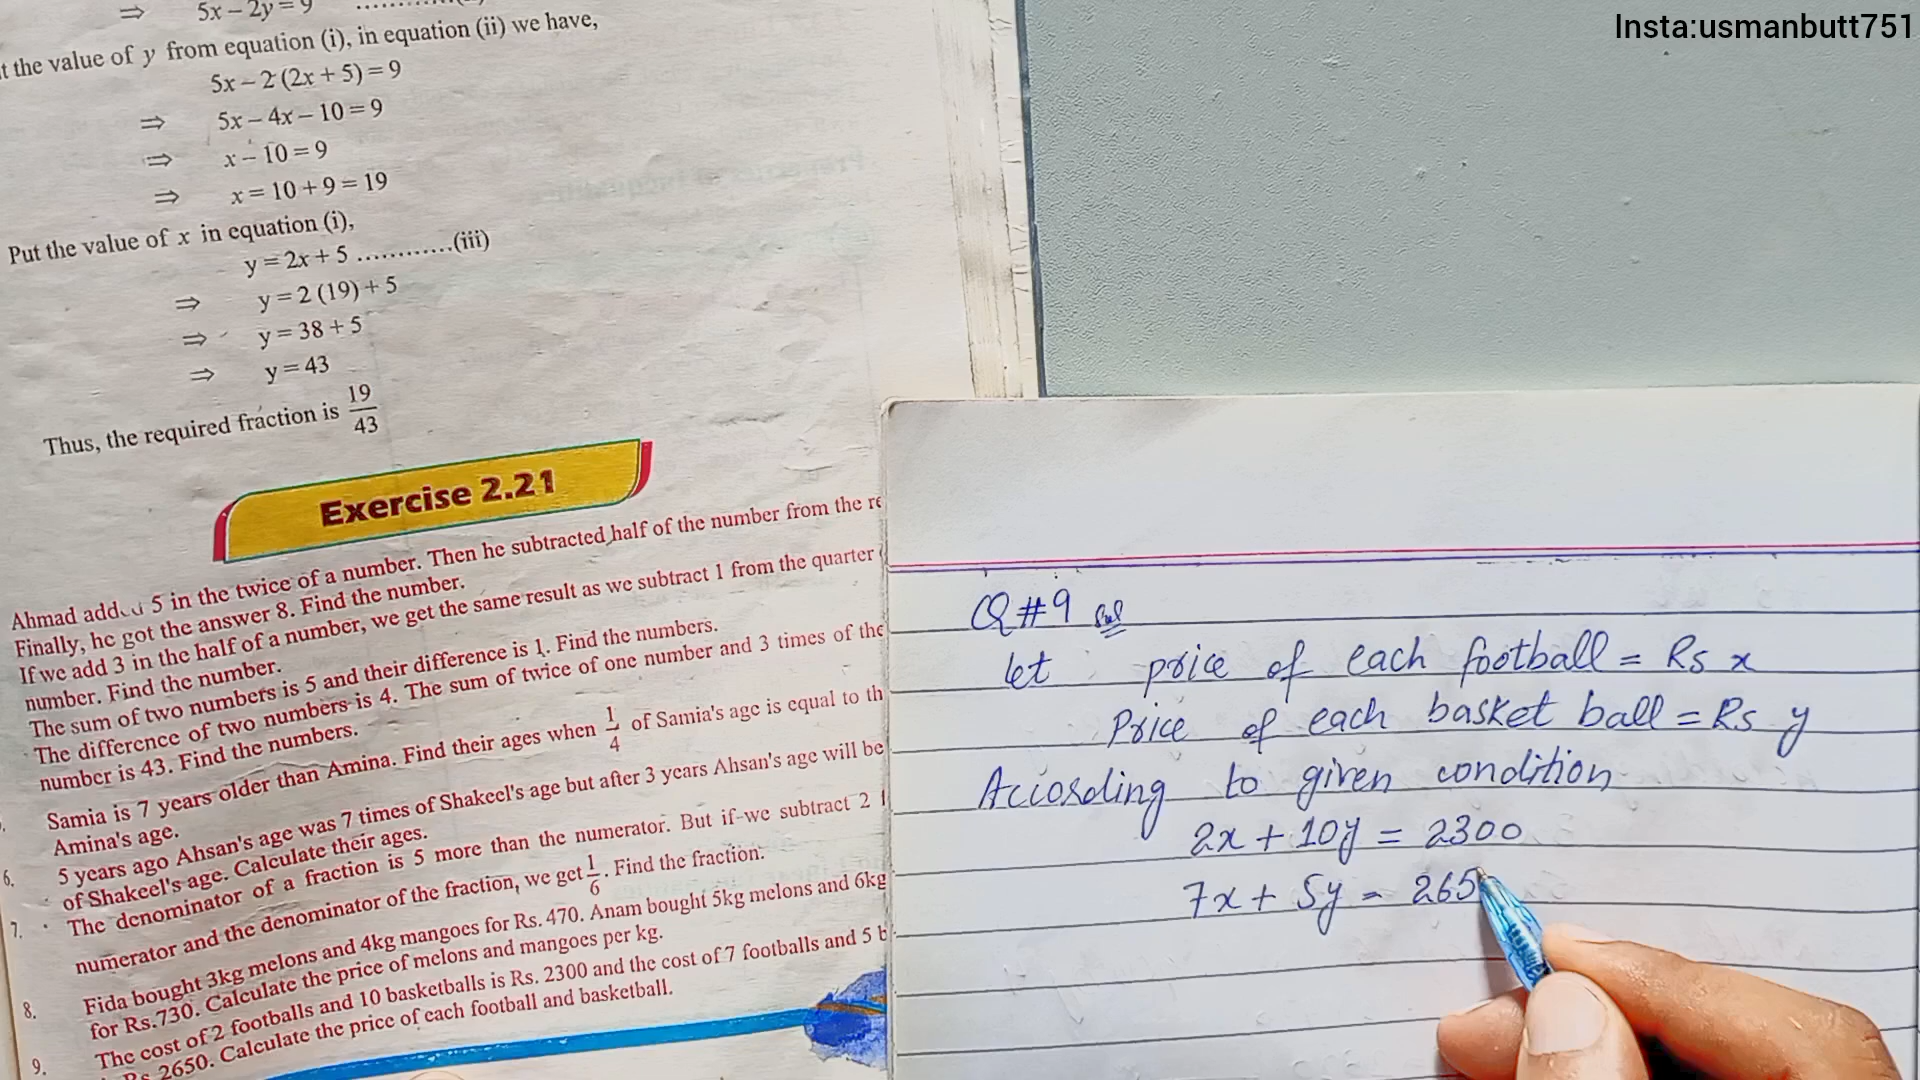 Insta:usmanbutt751
⇒ 5x – 2y = 9
t the value of y from equation (i), in equation (ii) we have,
5x – 2 (2x + 5) = 9
⇒ 5x – 4x – 10 = 9
⇒ x – 10 = 9
⇒ x = 10 + 9 = 19
Put the value of x in equation (i),
y = 2x + 5 ............(iii)
⇒ y = 2 (19) + 5
⇒ y = 38 + 5
⇒ y = 43
Thus, the required fraction is 19/43
Exercise 2.21
Ahmad added 5 in the twice of a number. Then he subtracted half of the number from the re
Finally, he got the answer 8. Find the number.
If we add 3 in the half of a number, we get the same result as we subtract 1 from the quarter
number. Find the number.
The sum of two numbers is 5 and their difference is 1. Find the numbers.
The difference of two numbers is 4. The sum of twice of one number and 3 times of the
number is 43. Find the numbers.
Samia is 7 years older than Amina. Find their ages when 1/4 of Samia's age is equal to th
Amina's age.
6. 5 years ago Ahsan's age was 7 times of Shakeel's age but after 3 years Ahsan's age will be
of Shakeel's age. Calculate their ages.
7. The denominator of a fraction is 5 more than the numerator. But if we subtract 2 f
numerator and the denominator of the fraction, we get 1/6. Find the fraction.
8. Fida bought 3kg melons and 4kg mangoes for Rs. 470. Anam bought 5kg melons and 6kg
for Rs.730. Calculate the price of melons and mangoes per kg.
9. The cost of 2 footballs and 10 basketballs is Rs. 2300 and the cost of 7 footballs and 5 b
Rs 2650. Calculate the price of each football and basketball.
Q#9 Sol
let price of each football = Rs x
Price of each basket ball = Rs y
According to given condition
2x + 10y = 2300
7x + 5y = 265